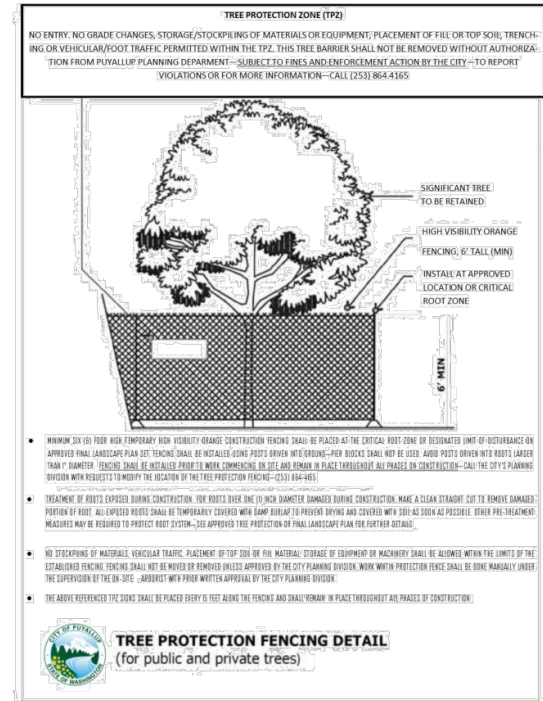 TREE PROTECTION ZONE (TPZ)
NO ENTRY. NO GRADE CHANGES, STORAGE/STOCKPILING OF MATERIALS OR EQUIPMENT, PLACEMENT OF FILL OR TOP SOIL, TRENCH-
ING OR VEHICULAR/FOOT TRAFFIC PERMITTED WITHIN THE TPZ. THIS TREE BARRIER SHALL NOT BE REMOVED WITHOUT AUTHORIZA-
TION FROM PUYALLUP PLANNING DEPARMENT—SUBJECT TO FINES AND ENFORCEMENT ACTION BY THE CITY—TO REPORT
VIOLATIONS OR FOR MORE INFORMATION—CALL (253) 864.4165
SIGNIFICANT TREE
TO BE RETAINED
HIGH VISIBILITY ORANGE
FENCING, 6' TALL (MIN)
INSTALL AT APPROVED
LOCATION OR CRITICAL
ROOT ZONE
6' MIN
• MINIMUM SIX (6) FOOR HIGH TEMPORARY HIGH VISIBILITY ORANGE CONSTRUCTION FENCING SHALL BE PLACED AT THE CRITICAL ROOT ZONE OR DESIGNATED LIMIT OF DISTURBANCE ON
APPROVED FINAL LANDSCAPE PLAN SET. FENCING SHALL BE INSTALLED USING POSTS DRIVEN INTO GROUND—PIER BLOCKS SHALL NOT BE USED. AVOID POSTS DRIVEN INTO ROOTS LARGER
THAN 1" DIAMETER. FENCING SHALL BE INSTALLED PRIOR TO WORK COMMENCING ON SITE AND REMAIN IN PLACE THROUGHOUT ALL PHASES ON CONSTRUCTION—CALL THE CITY'S PLANNING
DIVISION WITH REQUESTS TO MODIFY THE LOCATION OF THE TREE PROTECTION FENCING—(253) 864-4165
• TREATMENT OF ROOTS EXPOSED DURING CONSTRUCTION: FOR ROOTS OVER ONE (1) INCH DIAMETER DAMAGED DURING CONSTRUCTION, MAKE A CLEAN STRAIGHT CUT TO REMOVE DAMAGED
PORTION OF ROOT. ALL EXPOSED ROOTS SHALL BE TEMPORARILY COVERED WITH DAMP BURLAP TO PREVENT DRYING AND COVERED WITH SOIL AS SOON AS POSSIBLE. OTHER PRE-TREATMENT
MEASURES MAY BE REQUIRED TO PROTECT ROOT SYSTEM—SEE APPROVED TREE PROTECTION OR FINAL LANDSCAPE PLAN FOR FURTHER DETAILS
• NO STOCKPILING OF MATERIALS, VEHICULAR TRAFFIC, PLACEMENT OF TOP SOIL OR FILL MATERIAL, STORAGE OF EQUIPMENT OR MACHINERY SHALL BE ALLOWED WITHIN THE LIMITS OF THE
ESTABLISHED FENCING. FENCING SHALL NOT BE MOVED OR REMOVED UNLESS APPROVED BY THE CITY PLANNING DIVISION. WORK WITHIN PROTECTION FENCE SHALL BE DONE MANUALLY UNDER
THE SUPERVISION OF THE ON-SITE ARBORIST WITH PRIOR WRITTEN APPROVAL BY THE CITY PLANNING DIVISION
• THE ABOVE REFERENCED TPZ SIGNS SHALL BE PLACED EVERY 15 FEET ALONG THE FENCING AND SHALL REMAIN IN PLACE THROUGHOUT ALL PHASES OF CONSTRUCTION
CITY OF PUYALLUP
STATE OF WASHINGTON
TREE PROTECTION FENCING DETAIL
(for public and private trees)